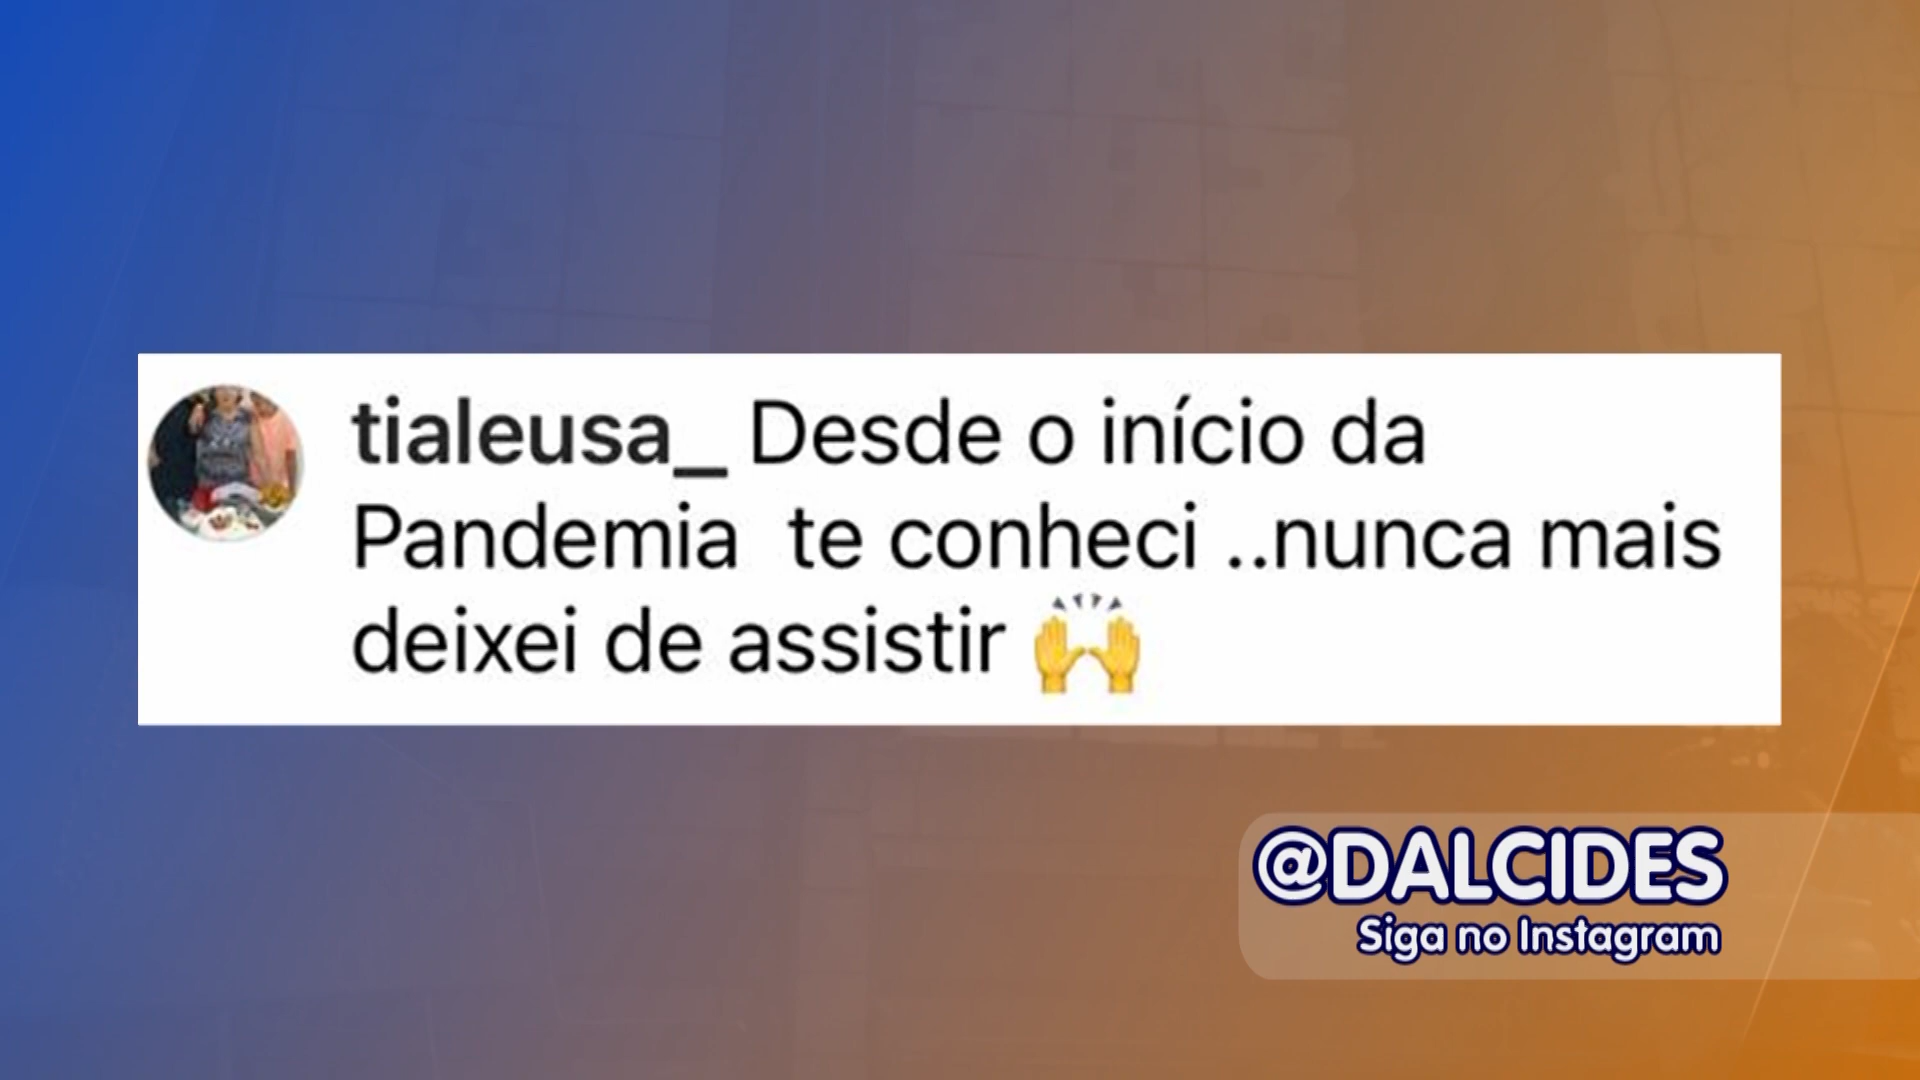 tialeusa_ Desde o início da
Pandemia  te conheci ..nunca mais
deixei de assistir 🙌
@DALCIDES
Siga no Instagram